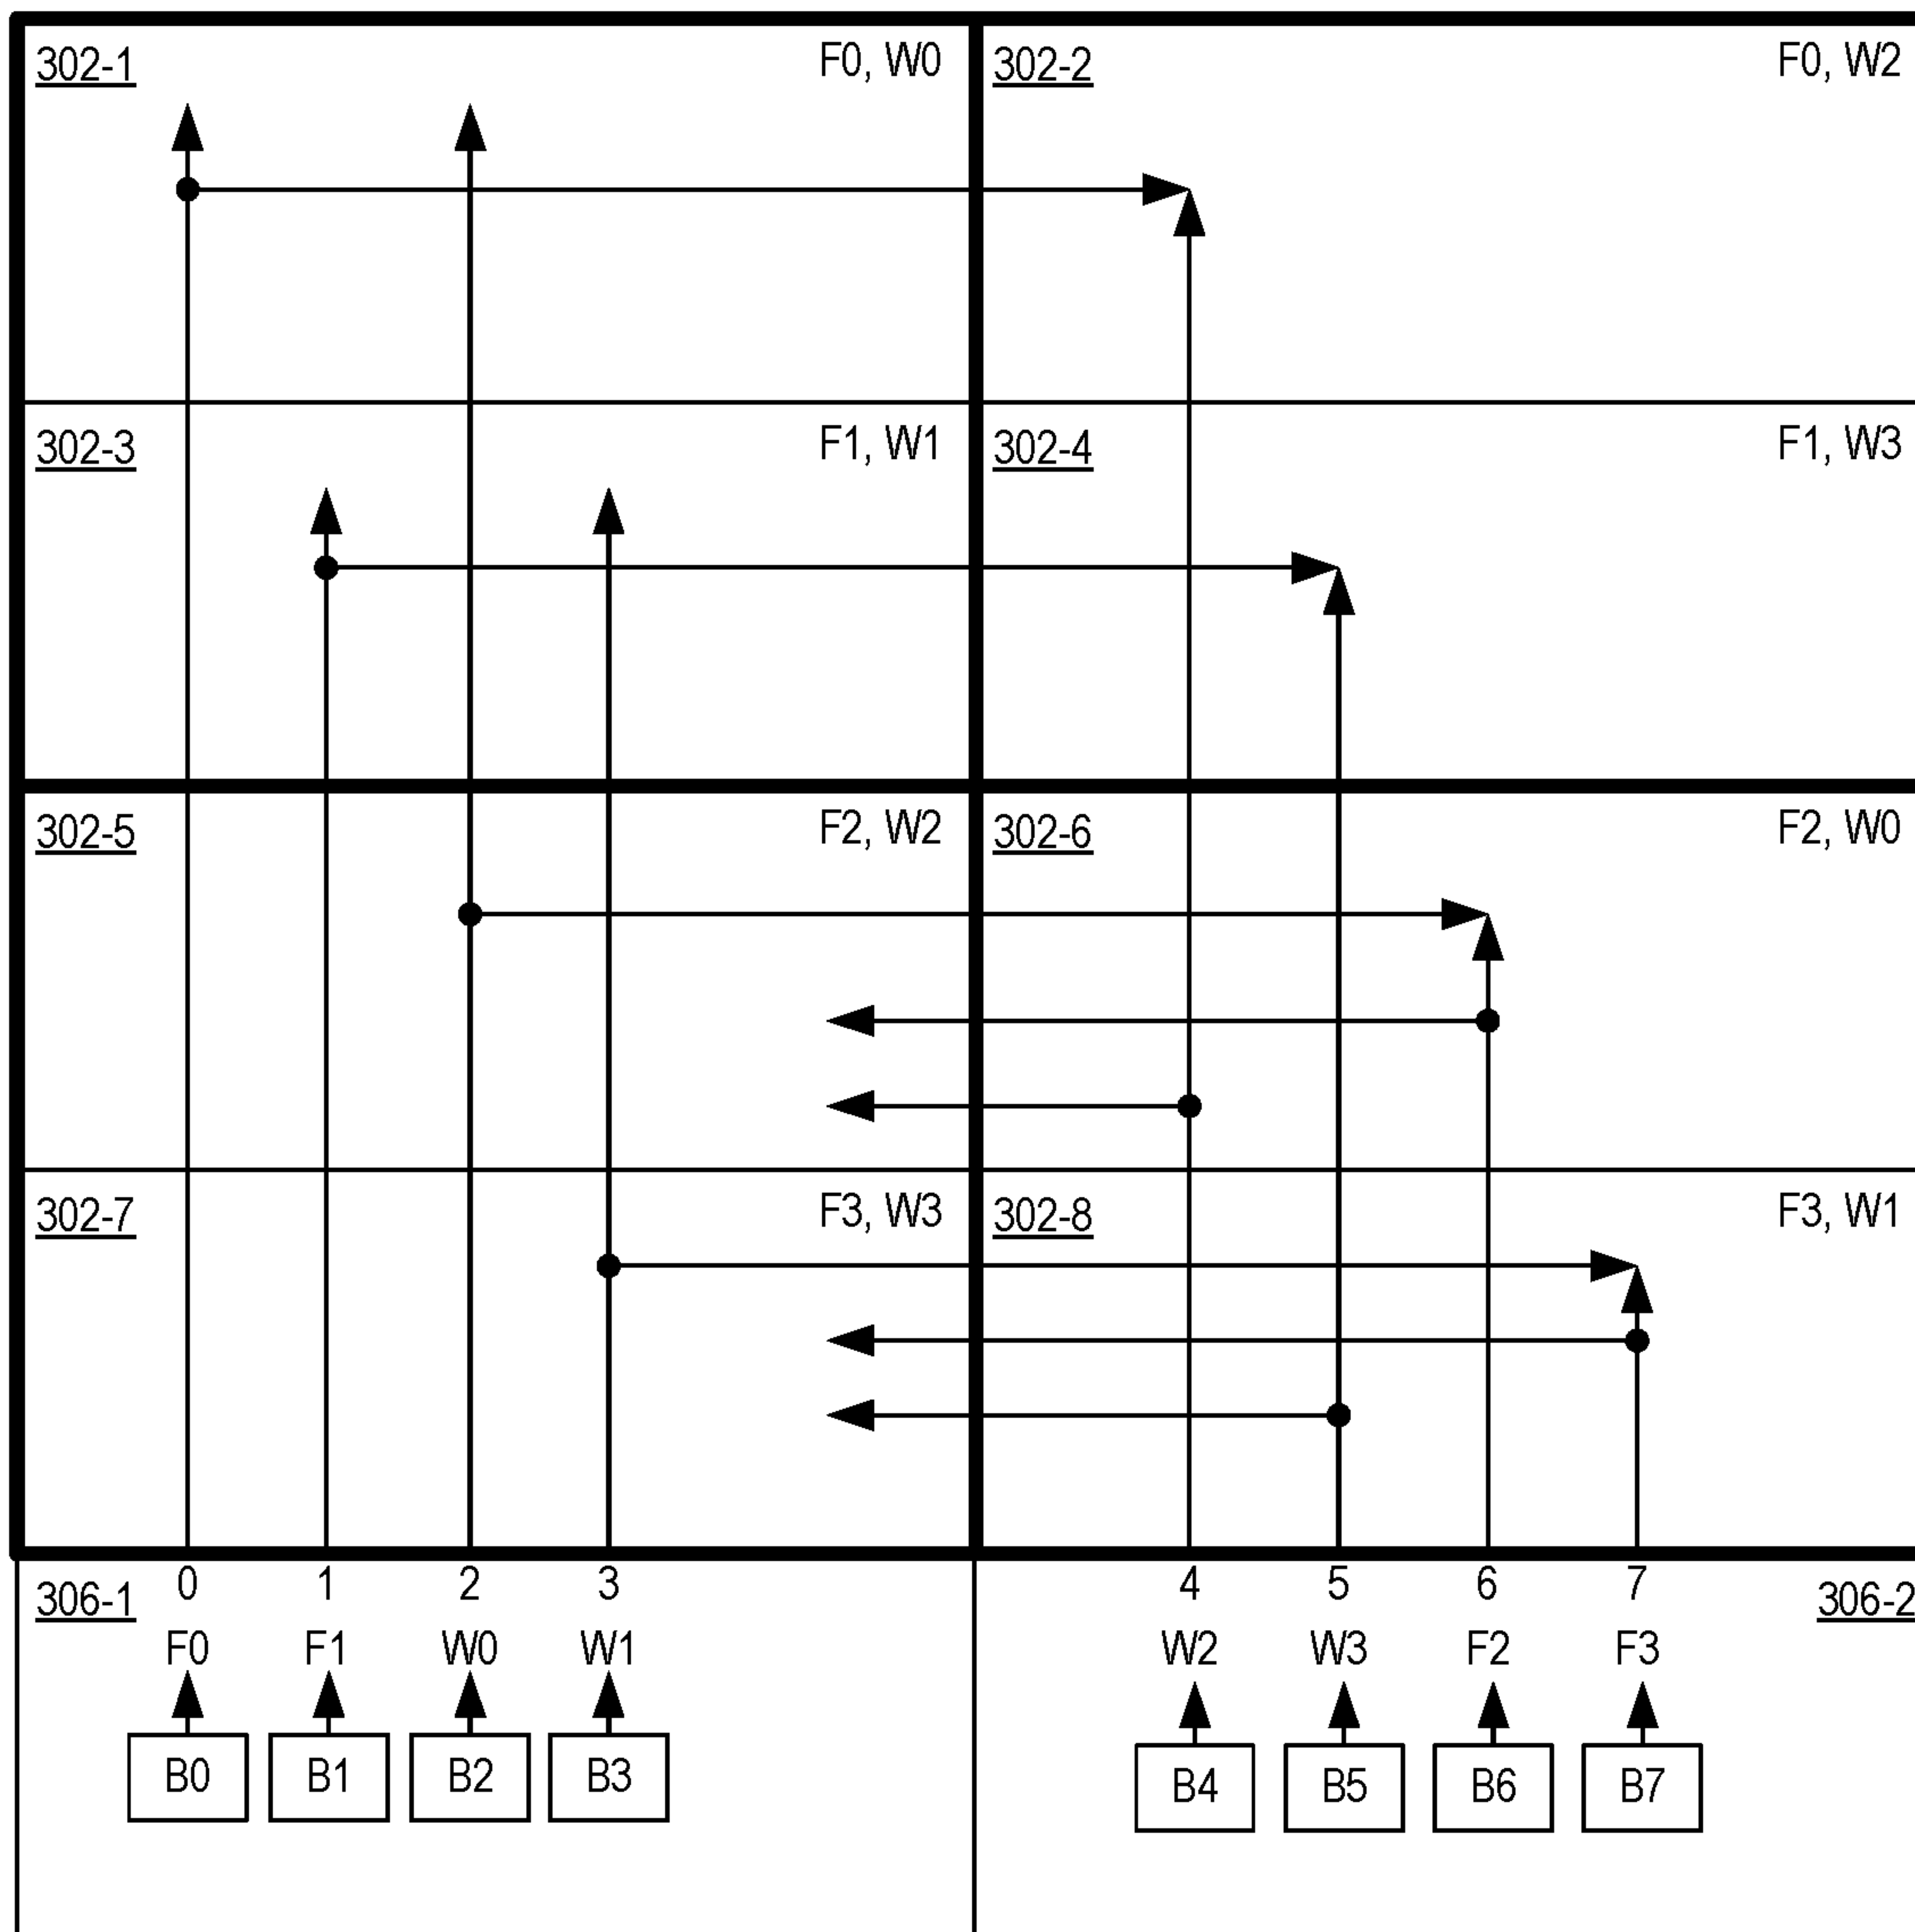 302-1 F0, W0 302-2 F0, W2
302-3 F1, W1 302-4 F1, W3
302-5 F2, W2 302-6 F2, W0
302-7 F3, W3 302-8 F3, W1
306-1 0 1 2 3 4 5 6 7 306-2
F0 F1 W0 W1 W2 W3 F2 F3
B0 B1 B2 B3 B4 B5 B6 B7